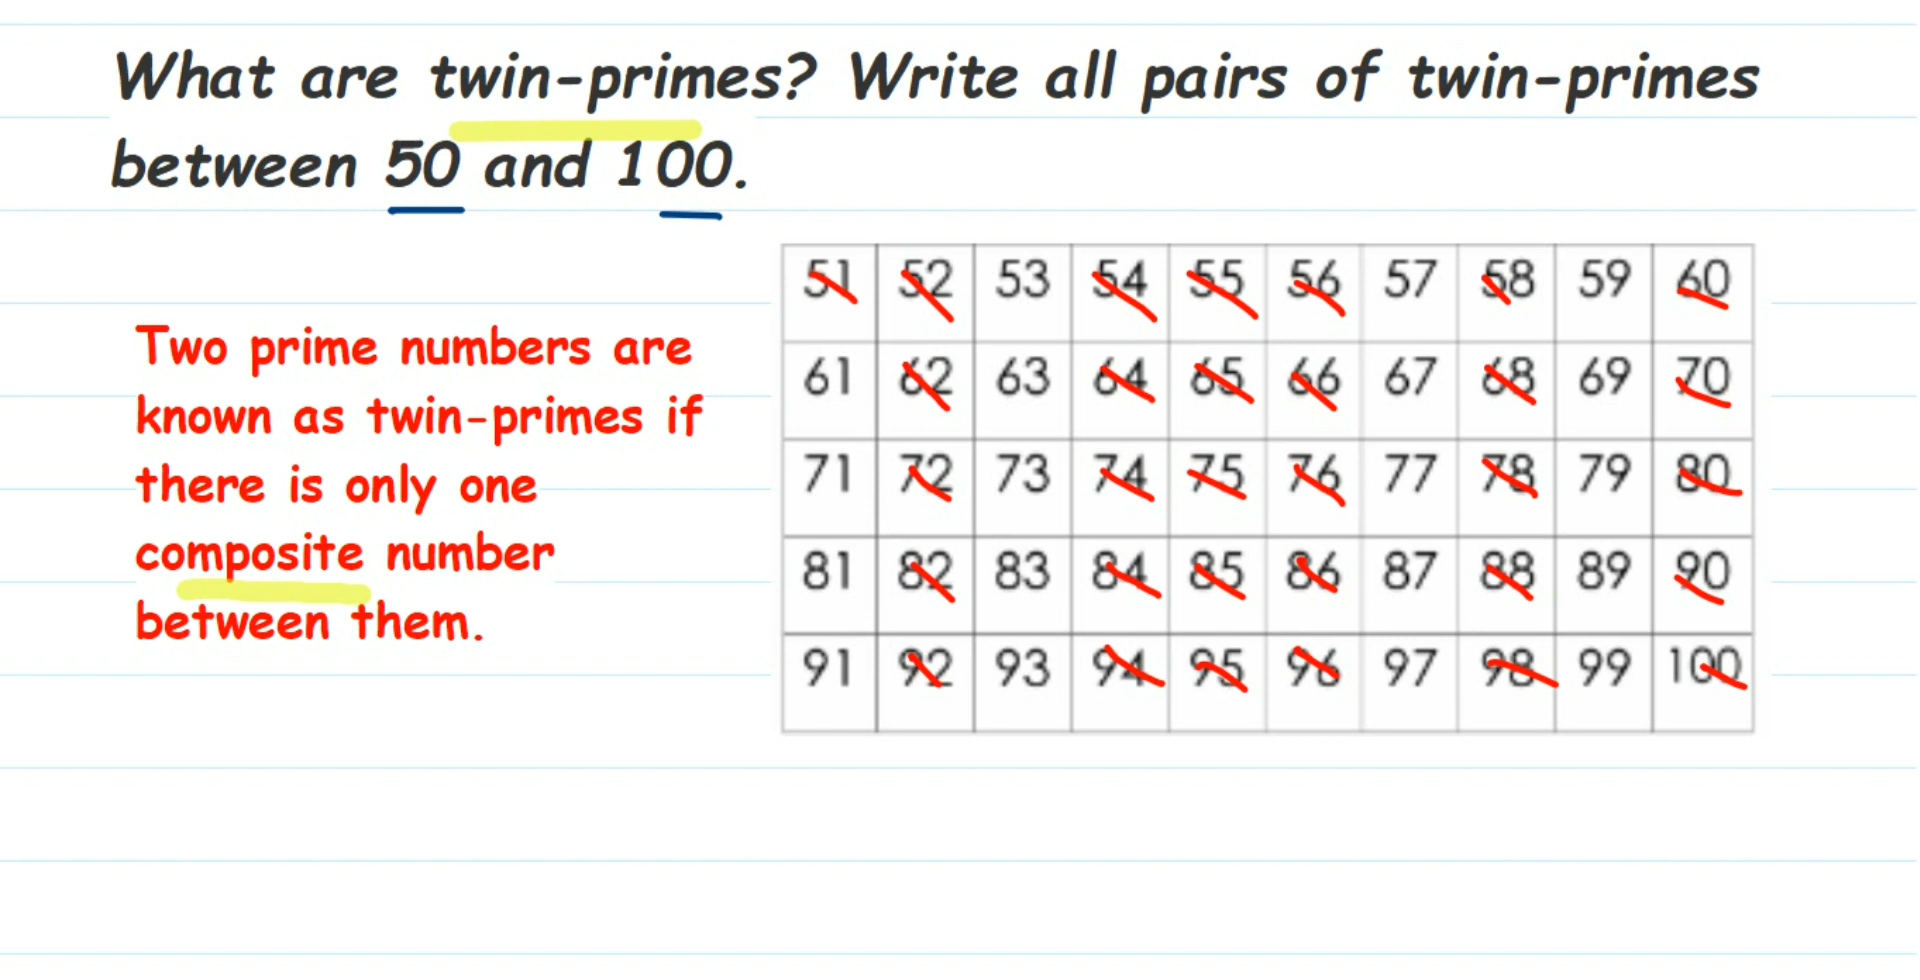 What are twin-primes? Write all pairs of twin-primes
between 50 and 100.
Two prime numbers are
known as twin-primes if
there is only one
composite number
between them.
51 52 53 54 55 56 57 58 59 60
61 62 63 64 65 66 67 68 69 70
71 72 73 74 75 76 77 78 79 80
81 82 83 84 85 86 87 88 89 90
91 92 93 94 95 96 97 98 99 100